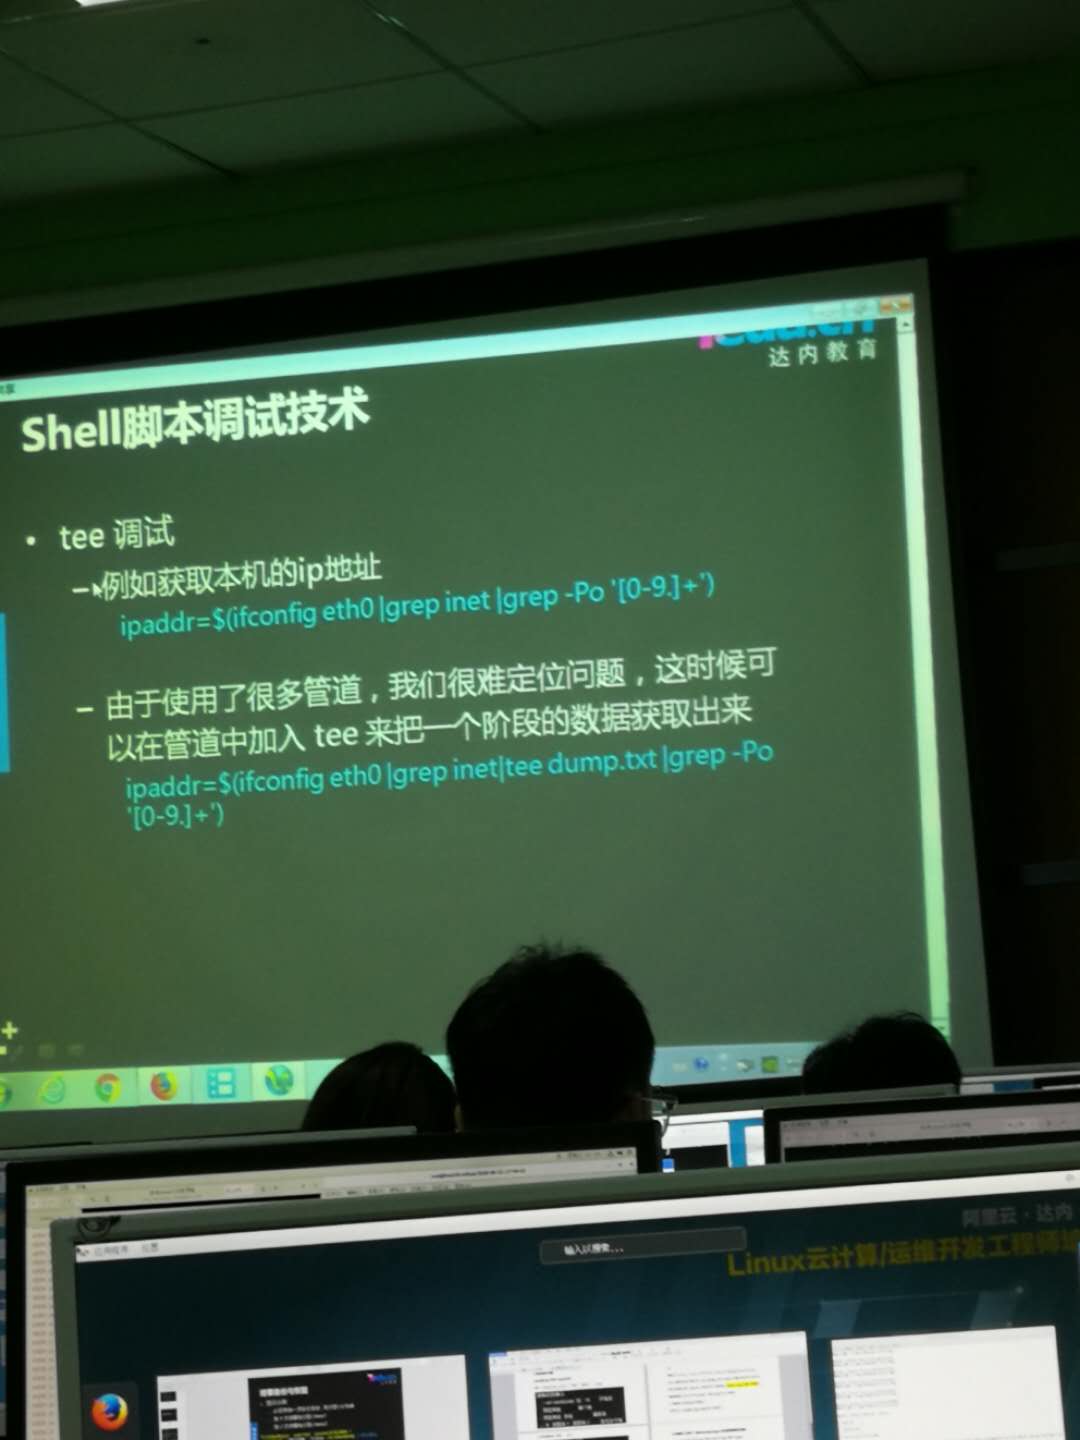 达内教育
Shell脚本调试技术
• tee 调试
– 例如获取本机的ip地址
ipaddr=$(ifconfig eth0 |grep inet |grep -Po '[0-9.]+')
– 由于使用了很多管道，我们很难定位问题，这时候可
以在管道中加入 tee 来把一个阶段的数据获取出来
ipaddr=$(ifconfig eth0 |grep inet|tee dump.txt |grep -Po
'[0-9.]+')
阿里云 · 达内
应用程序 位置
输入以搜索...
Linux云计算/运维开发工程师